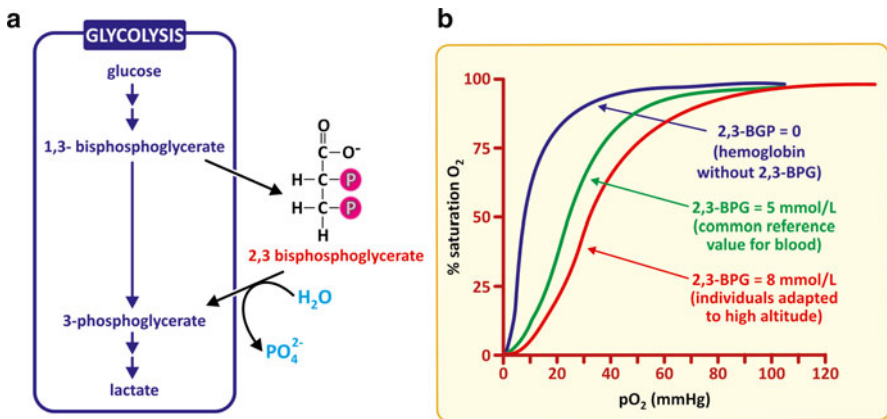 a
GLYCOLYSIS
glucose
1,3- bisphosphoglycerate
O
C
O-
H
C
P
H
C
P
H
2,3 bisphosphoglycerate
H2O
PO4 2-
3-phosphoglycerate
lactate
b
% saturation O2
100
75
50
25
0
0
20
40
60
80
100
120
pO2 (mmHg)
2,3-BGP = 0
(hemoglobin
without 2,3-BPG)
2,3-BPG = 5 mmol/L
(common reference
value for blood)
2,3-BPG = 8 mmol/L
(individuals adapted
to high altitude)